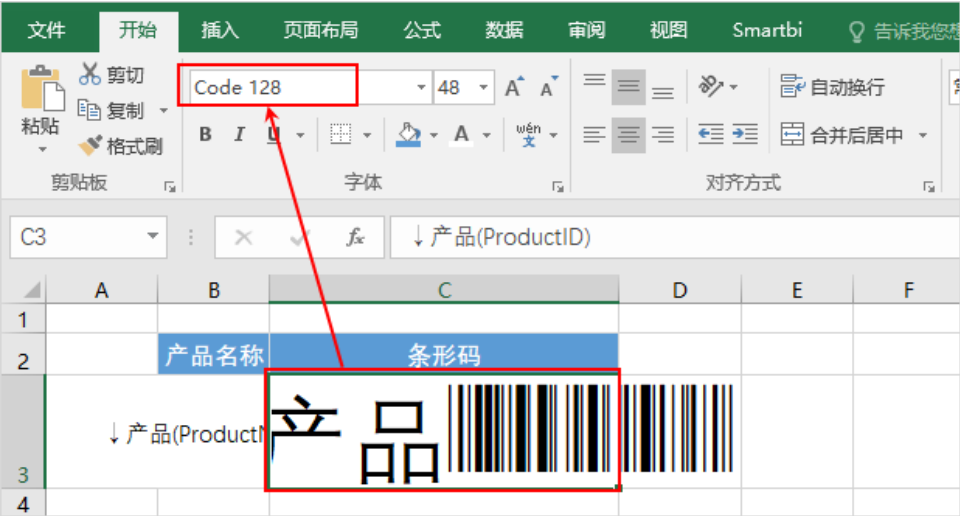 文件 开始 插入 页面布局 公式 数据 审阅 视图 Smartbi 告诉我您想
剪切 Code 128 48 A A 自动换行
复制
粘贴 格式刷 B I U A wén 文 合并后居中
剪贴板 字体 对齐方式
C3 fx ↓产品(ProductID)
A B C D E F
1
2 产品名称 条形码
3 ↓产品(ProductN 产品
4